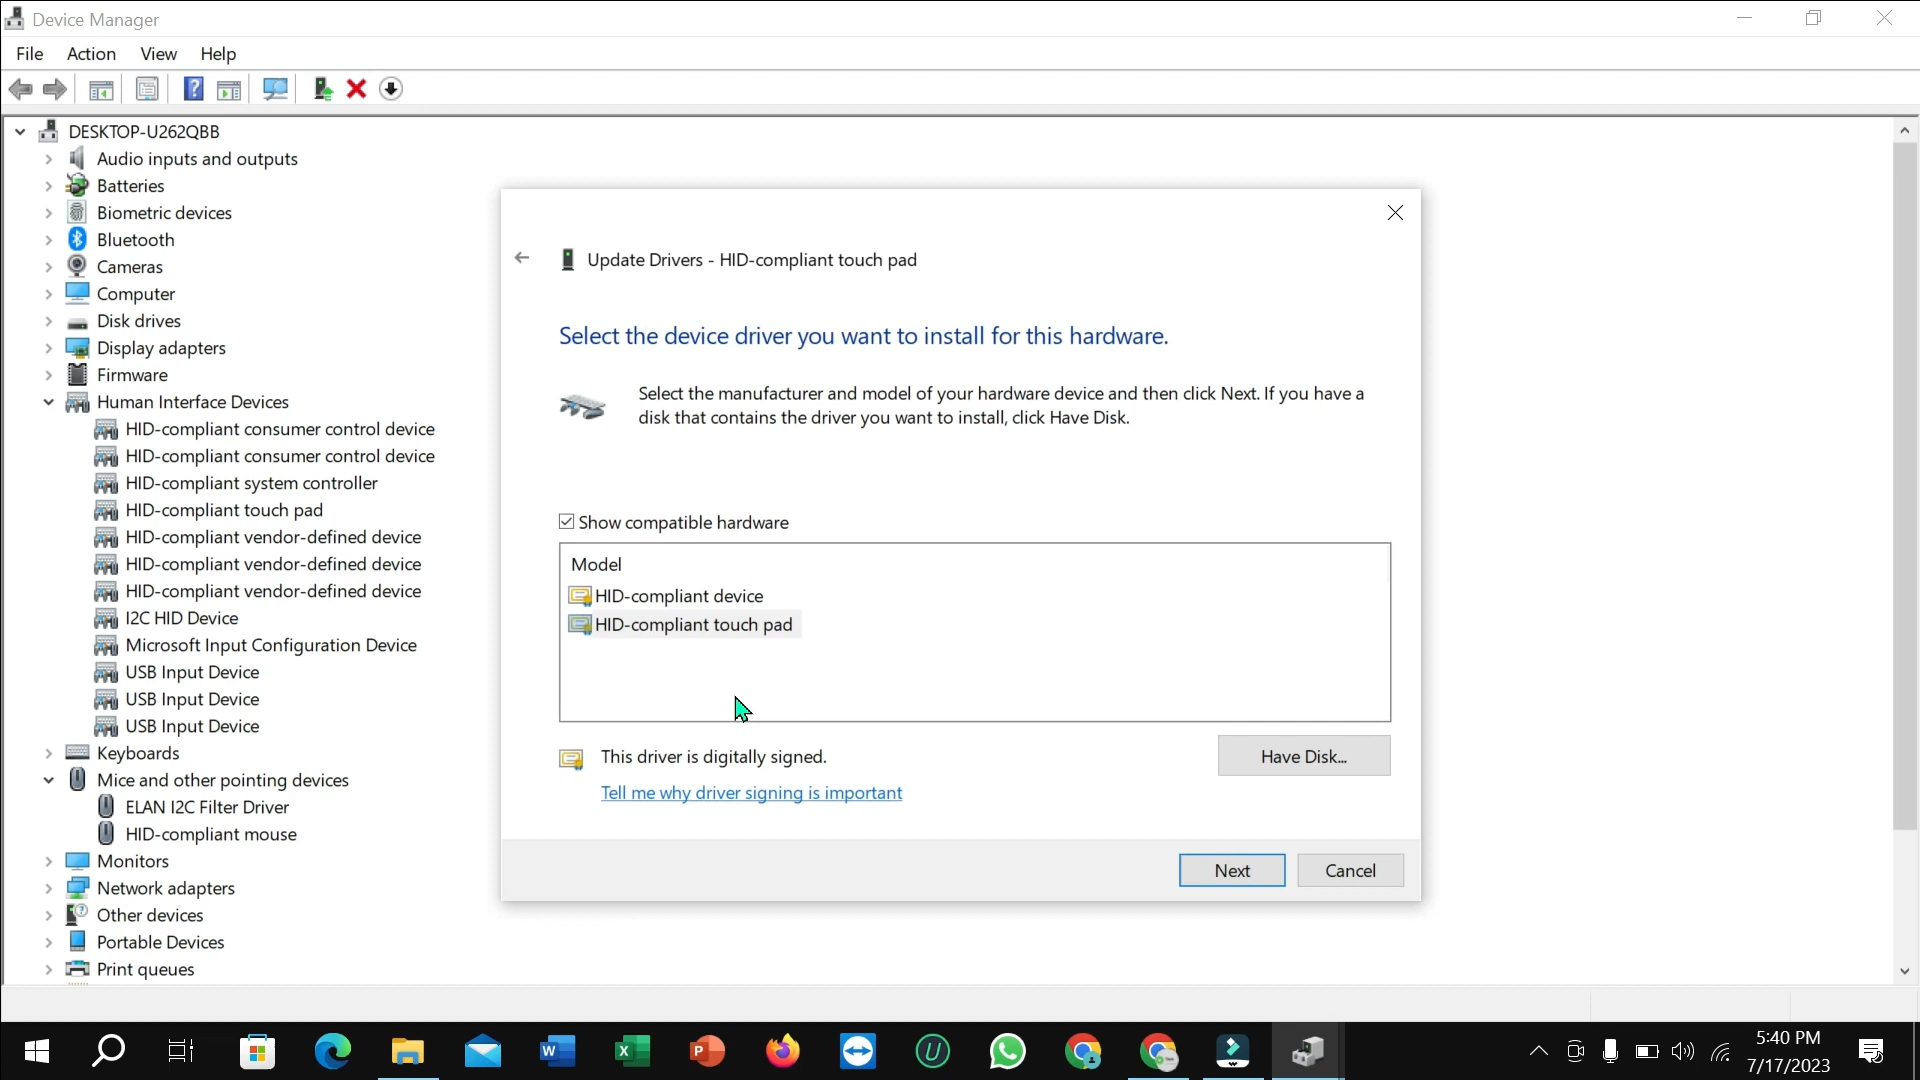 Device Manager
File Action View Help
DESKTOP-U262QBB
Audio inputs and outputs
Batteries
Biometric devices
Bluetooth
Cameras
Computer
Disk drives
Display adapters
Firmware
Human Interface Devices
HID-compliant consumer control device
HID-compliant consumer control device
HID-compliant system controller
HID-compliant touch pad
HID-compliant vendor-defined device
HID-compliant vendor-defined device
HID-compliant vendor-defined device
I2C HID Device
Microsoft Input Configuration Device
USB Input Device
USB Input Device
USB Input Device
Keyboards
Mice and other pointing devices
ELAN I2C Filter Driver
HID-compliant mouse
Monitors
Network adapters
Other devices
Portable Devices
Print queues
Update Drivers - HID-compliant touch pad
Select the device driver you want to install for this hardware.
Select the manufacturer and model of your hardware device and then click Next. If you have a
disk that contains the driver you want to install, click Have Disk.
Show compatible hardware
Model
HID-compliant device
HID-compliant touch pad
This driver is digitally signed.
Have Disk...
Tell me why driver signing is important
Next Cancel
5:40 PM
7/17/2023